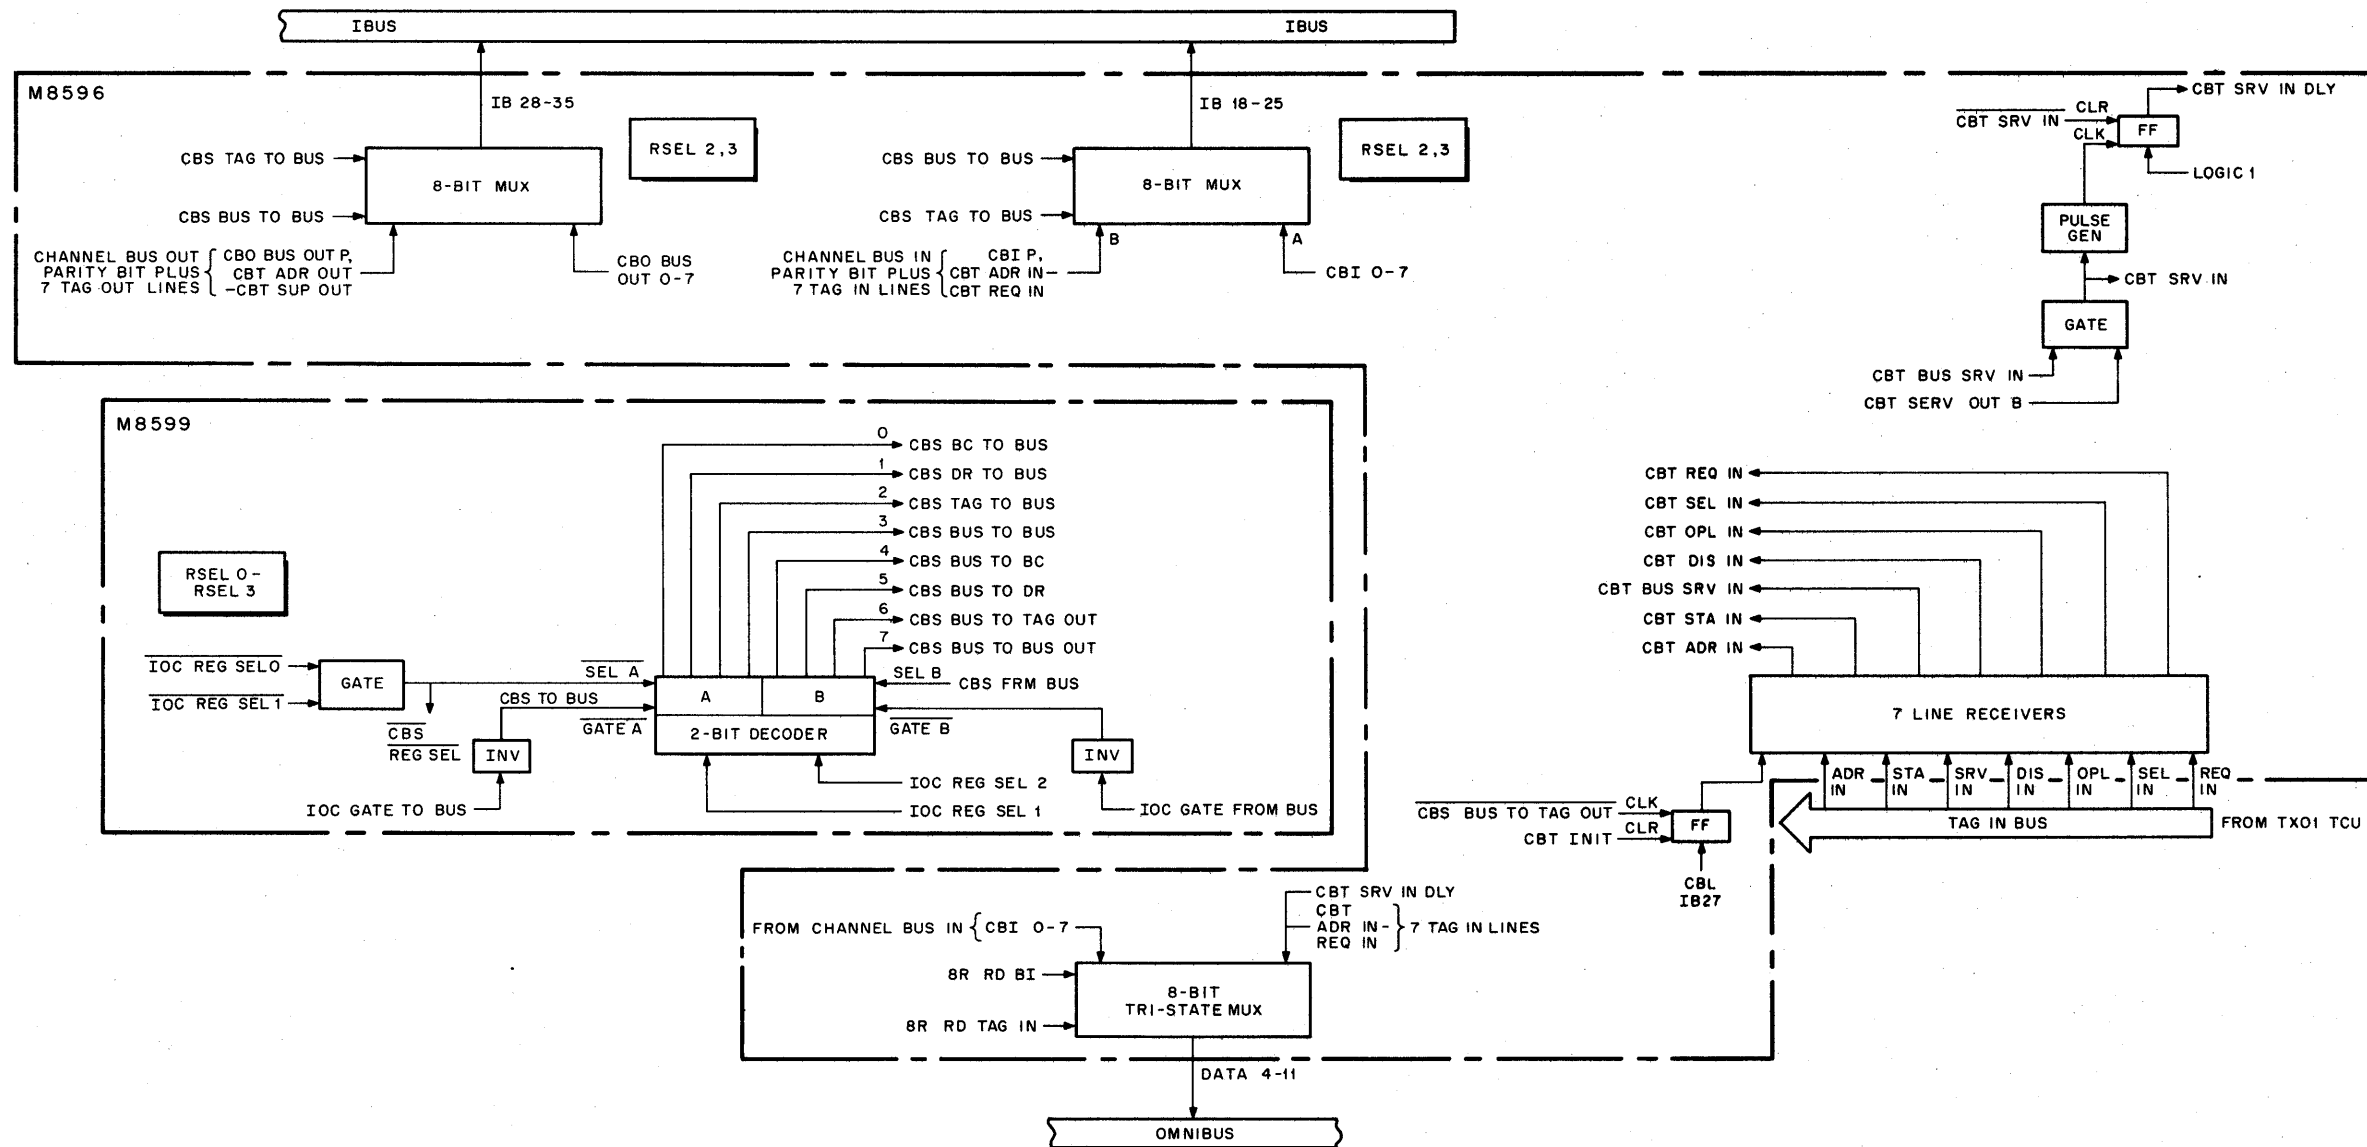 IBUS
IBUS
M8596
IB 28-35
RSEL 2,3
CBS TAG TO BUS
8-BIT MUX
CBS BUS TO BUS
CHANNEL BUS OUT
PARITY BIT PLUS
7 TAG OUT LINES
CBO BUS OUT P,
CBT ADR OUT
-CBT SUP OUT
CBO BUS
OUT 0-7
IB 18-25
RSEL 2,3
CBS BUS TO BUS
8-BIT MUX
CBS TAG TO BUS
B
A
CHANNEL BUS IN
PARITY BIT PLUS
7 TAG IN LINES
CBI P,
CBT ADR IN-
CBT REQ IN
CBI 0-7
CBT SRV IN DLY
CLR
CBT SRV IN
CLK
FF
LOGIC 1
PULSE
GEN
CBT SRV IN
GATE
CBT BUS SRV IN
CBT SERV OUT B
M8599
0
CBS BC TO BUS
1
CBS DR TO BUS
2
CBS TAG TO BUS
3
CBS BUS TO BUS
4
CBS BUS TO BC
5
CBS BUS TO DR
6
CBS BUS TO TAG OUT
7
CBS BUS TO BUS OUT
RSEL 0-
RSEL 3
IOC REG SEL0
IOC REG SEL 1
GATE
SEL A
CBS
REG SEL
CBS TO BUS
GATE A
INV
IOC GATE TO BUS
A
B
2-BIT DECODER
SEL B
CBS FRM BUS
GATE B
INV
IOC REG SEL 2
IOC REG SEL 1
IOC GATE FROM BUS
CBT REQ IN
CBT SEL IN
CBT OPL IN
CBT DIS IN
CBT BUS SRV IN
CBT STA IN
CBT ADR IN
7 LINE RECEIVERS
ADR
IN
STA
IN
SRV
IN
DIS
IN
OPL
IN
SEL
IN
REQ
IN
TAG IN BUS
FROM TX01 TCU
CBS BUS TO TAG OUT
CLK
CBT INIT
CLR
FF
CBL
IB27
FROM CHANNEL BUS IN
CBI 0-7
CBT SRV IN DLY
CBT
ADR IN-
REQ IN
7 TAG IN LINES
8R RD BI
8R RD TAG IN
8-BIT
TRI-STATE MUX
DATA 4-11
OMNIBUS